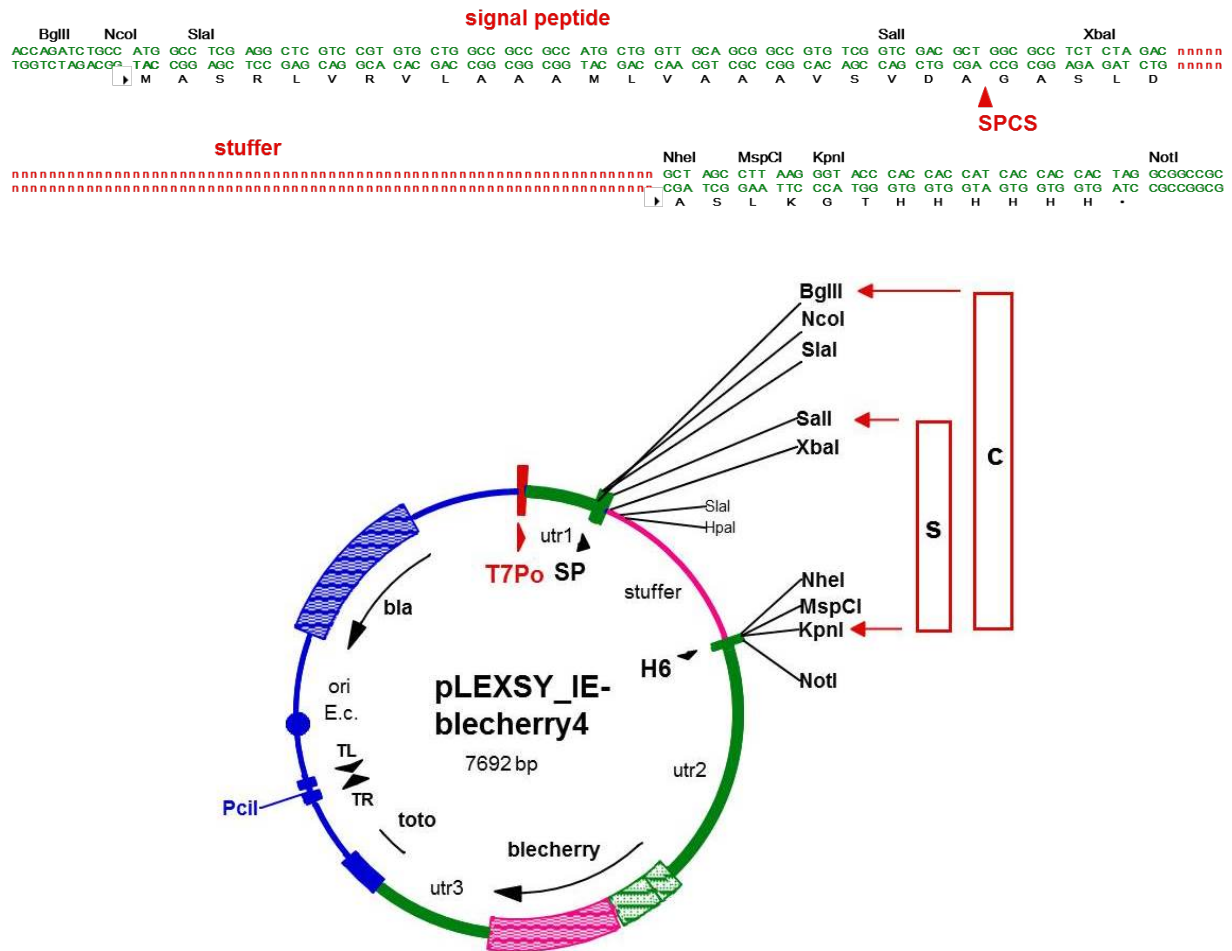 signal peptide
BglII NcoI SlaI SalI XbaI
ACCAGATCTGCC ATG GCC TCG AGG CTC GTC CGT GTG CTG GCC GCC GCC ATG CTG GTT GCA GCG GCC GTG TCG GTC GAC GCT GGC GCC TCT CTA GAC nnnnn
TGGTCTAGACGG TAC CGG AGC TCC GAG CAG GCA CAC GAC CGG CGG CGG TAC GAC CAA CGT CGC CGG CAC AGC CAG CTG CGA CCG CGG AGA GAT CTG nnnnn
M A S R L V R V L A A A M L V A A A V S V D A G A S L D
SPCS
stuffer
NheI MspCI KpnI NotI
nnnnnnnnnnnnnnnnnnnnnnnnnnnnnnnnnnnnnnnnnnnnnnnnnnnnnnnnnnnnnnnnnnn GCT AGC CTT AAG GGT ACC CAC CAC CAT CAC CAC CAC TAG GCGGCCGC
nnnnnnnnnnnnnnnnnnnnnnnnnnnnnnnnnnnnnnnnnnnnnnnnnnnnnnnnnnnnnnnnnnn CGA TCG GAA TTC CCA TGG GTG GTG GTA GTG GTG GTG ATC CGCCGGCG
A S L K G T H H H H H H •
BglII
NcoI
SlaI
SalI
XbaI
C
S
SlaI
HpaI
utr1
T7Po SP
stuffer
bla
NheI
MspCI
KpnI
NotI
H6
pLEXSY_IE-
blecherry4
7692 bp
ori
E.c.
TL
TR
PciI
toto
utr2
blecherry
utr3